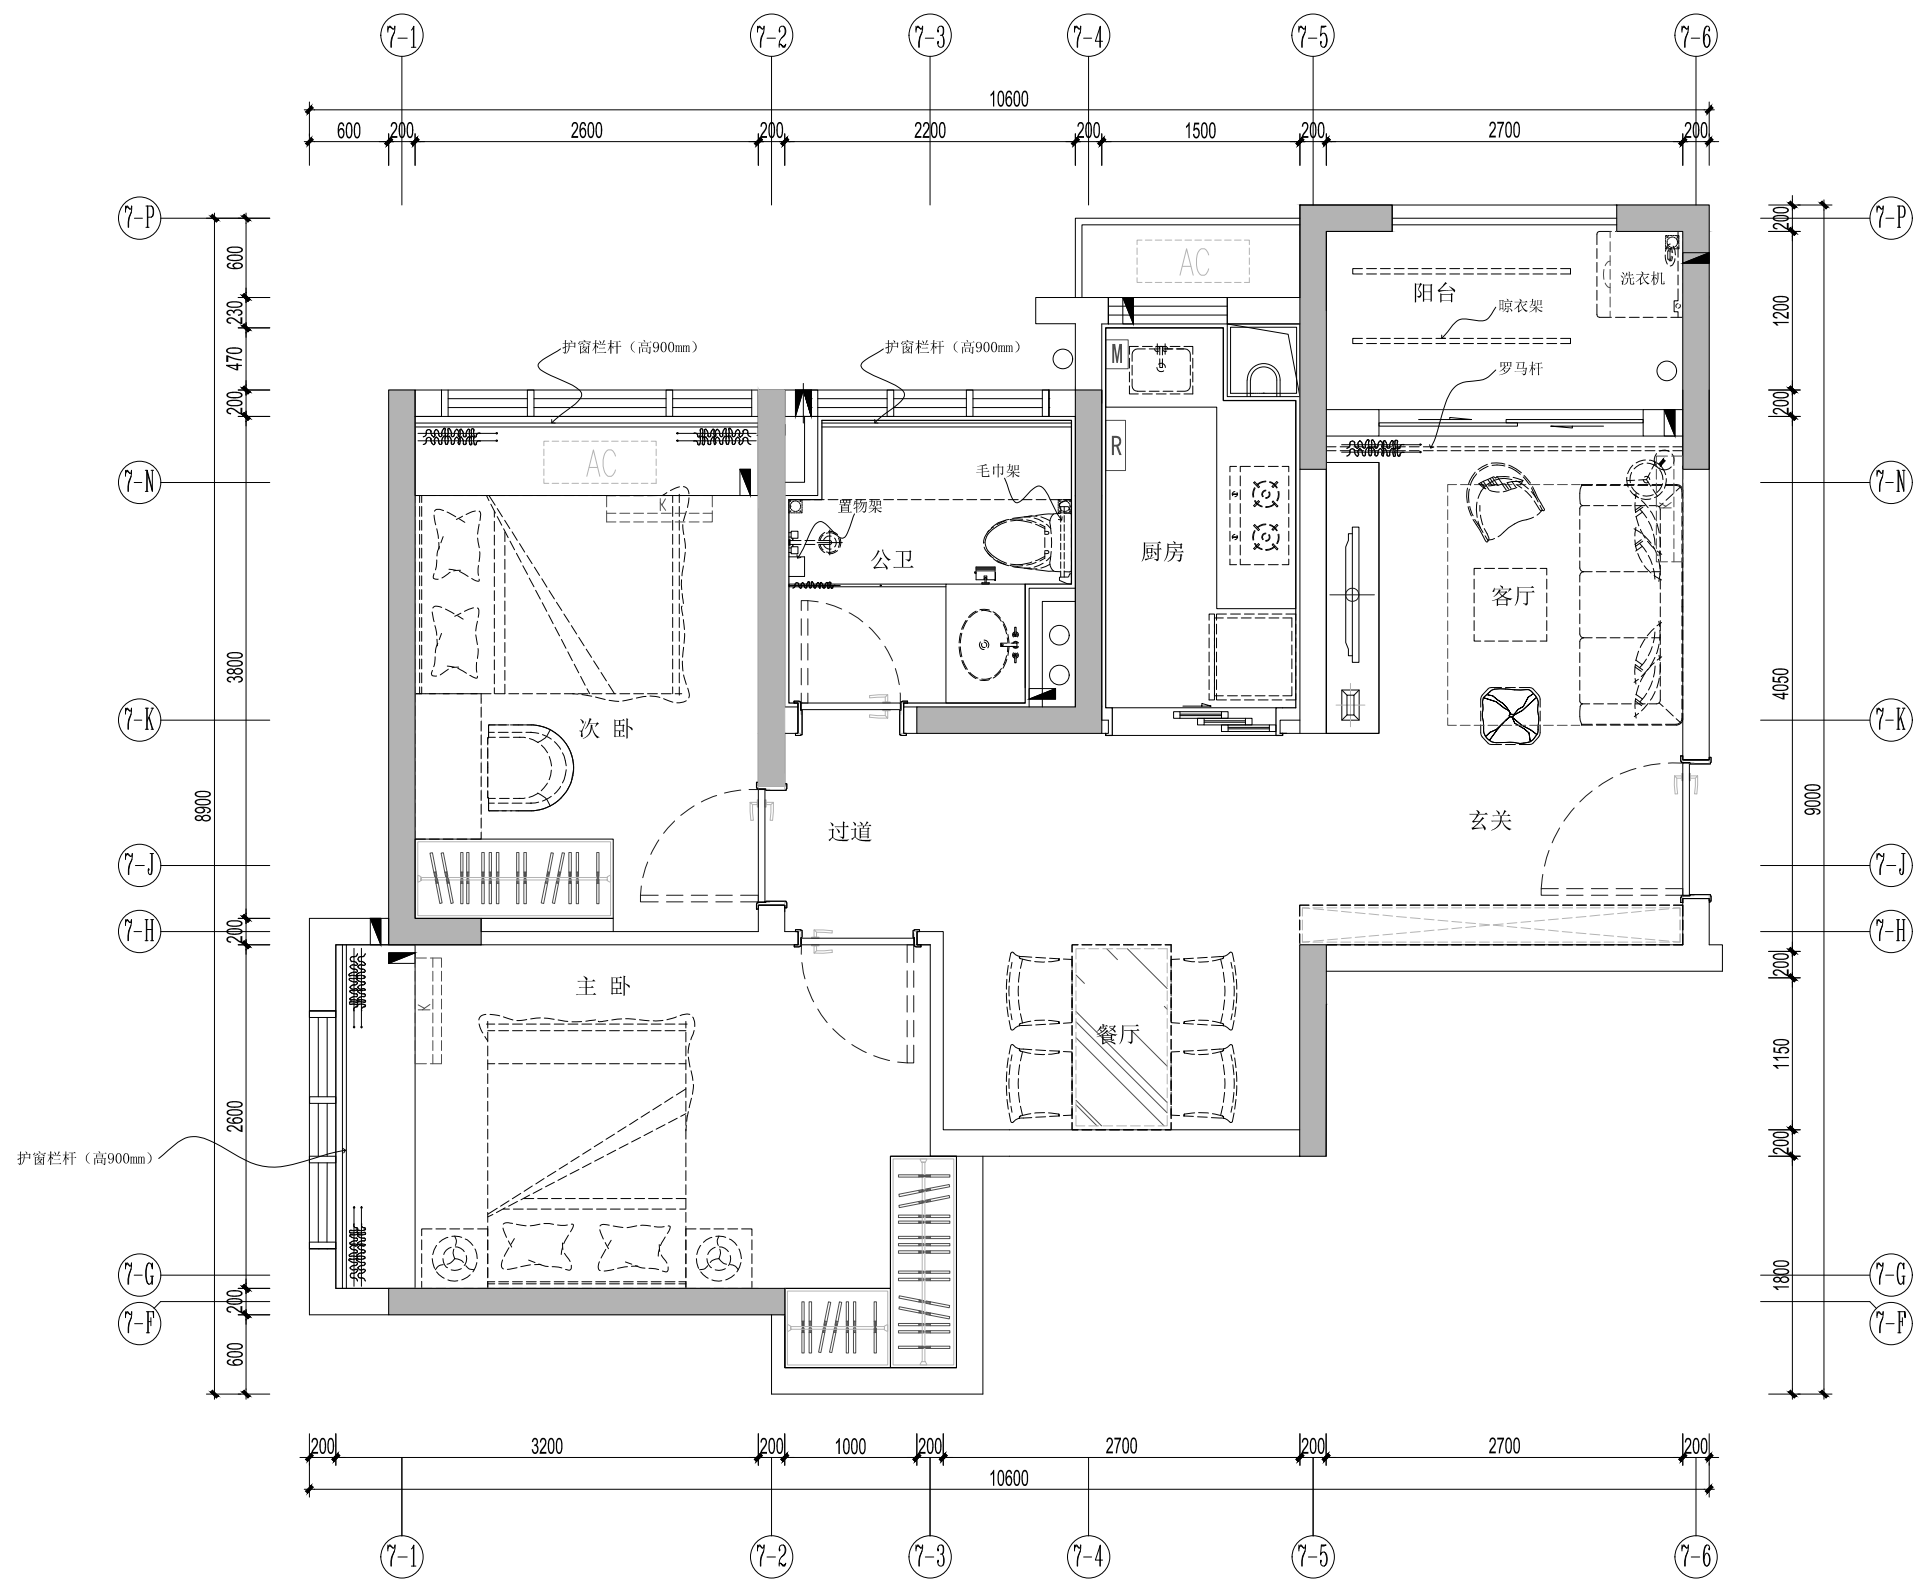 7-1 7-2 7-3 7-4 7-5 7-6
10600
600 200 2600 200 2200 200 1500 200 2700 200
7-P 7-P
200
600
AC
洗衣机
阳台
230
晾衣架
1200
护窗栏杆（高900mm） 护窗栏杆（高900mm）
M
470
罗马杆
200 200
R
AC
毛巾架
7-N 7-N
K
置物架
K
公卫
厨房
客厅
3800
4050
7-K 7-K
次 卧
8900
9000
过道
玄关
7-J 7-J
7-H 7-H
200
200
主 卧
K
餐厅
1150
2600
200
护窗栏杆（高900mm）
7-G 7-G
1800
200
7-F 7-F
600
200 3200 200 1000 200 2700 200 2700 200
10600
7-1 7-2 7-3 7-4 7-5 7-6